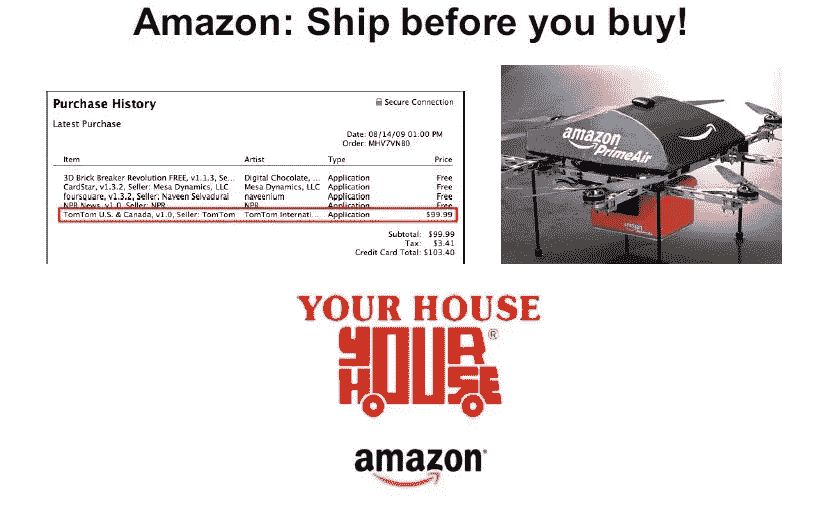 Amazon: Ship before you buy!
Purchase History
Secure Connection
Latest Purchase
Date: 08/14/09 01:00 PM
Order: MHV7VNB0
Item Artist Type Price
3D Brick Breaker Revolution FREE, v1.1.3, Se... Digital Chocolate, ... Application Free
CardStar, v1.3.2, Seller: Mesa Dynamics, LLC Mesa Dynamics, LLC Application Free
foursquare, v1.3.2, Seller: Naveen Selvadurai naveenium Application Free
NPR News, v1.0, Seller: NPR NPR Application Free
TomTom U.S. & Canada, v1.0, Seller: TomTom TomTom Internati... Application $99.99
Subtotal: $99.99
Tax: $3.41
Credit Card Total: $103.40
amazon
PrimeAir
YOUR HOUSE
YOUR
HOUSE
®
amazon